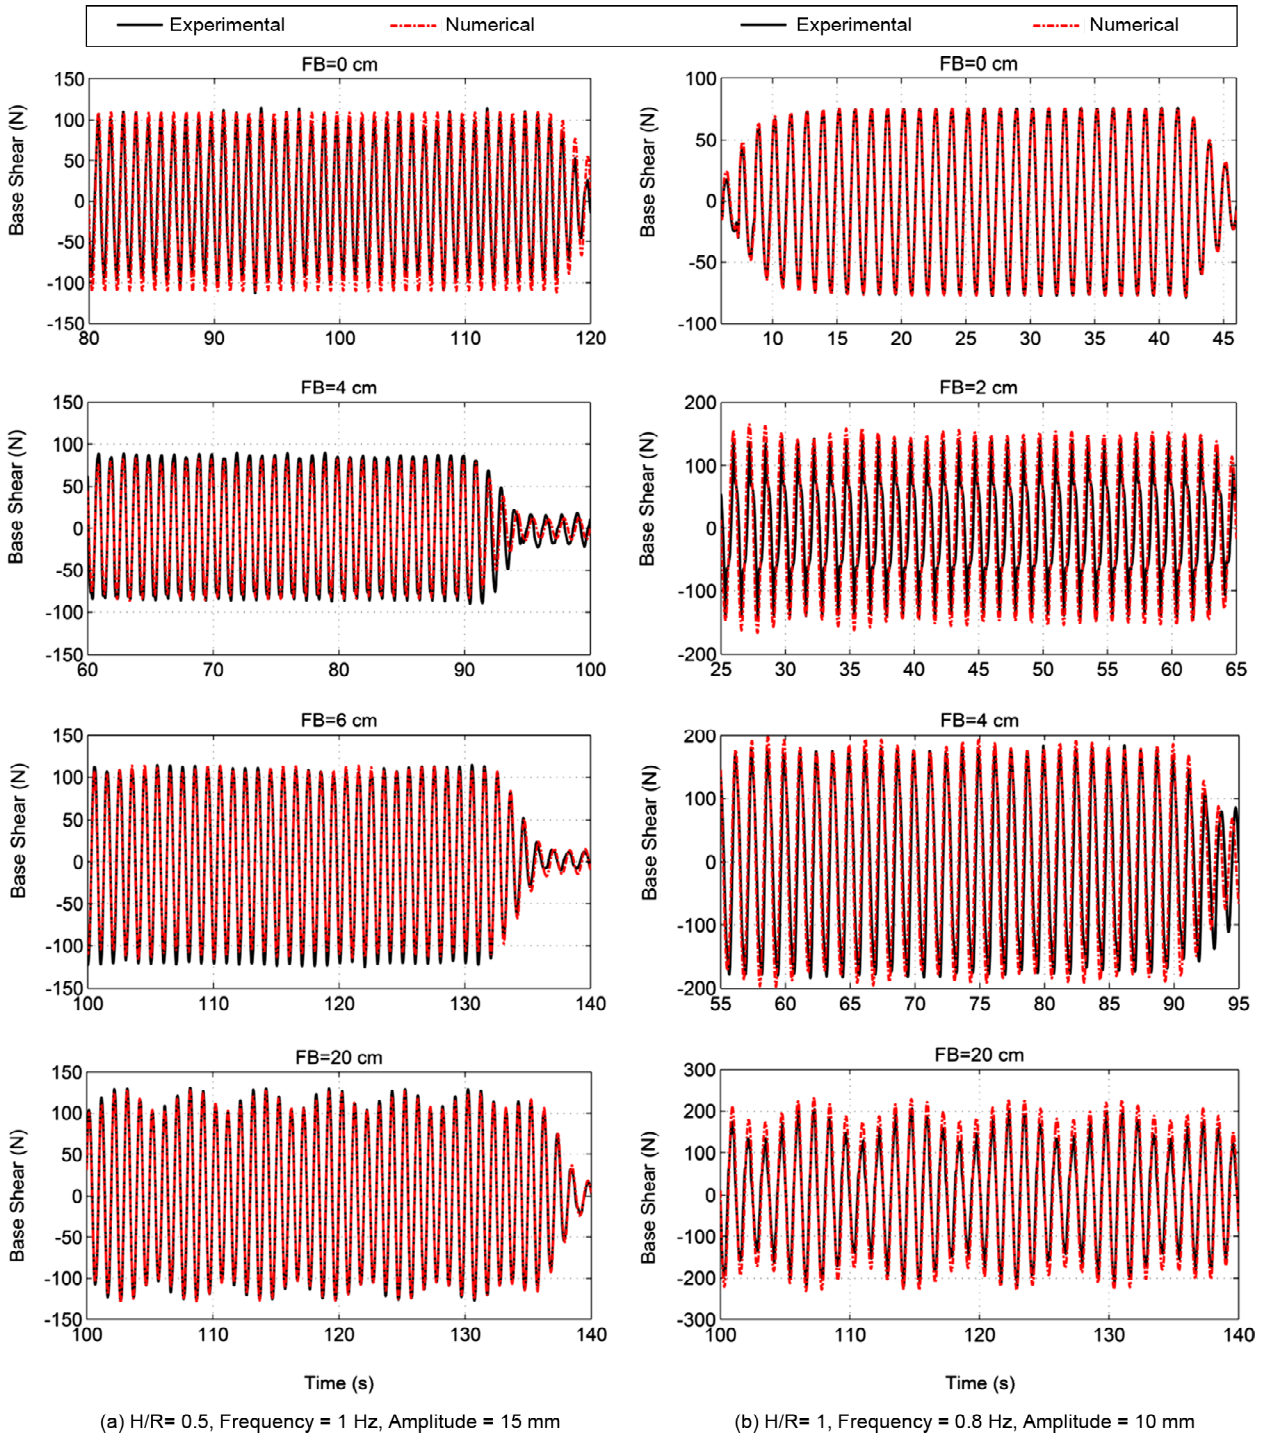 Experimental Numerical Experimental Numerical
FB=0 cm
150
100
50
0
-50
-100
-150
Base Shear (N)
80 90 100 110 120
FB=0 cm
100
50
0
-50
-100
Base Shear (N)
10 15 20 25 30 35 40 45
FB=4 cm
150
100
50
0
-50
-100
-150
Base Shear (N)
60 70 80 90 100
FB=2 cm
200
100
0
-100
-200
Base Shear (N)
25 30 35 40 45 50 55 60 65
FB=6 cm
150
100
50
0
-50
-100
-150
Base Shear (N)
100 110 120 130 140
FB=4 cm
200
100
0
-100
-200
Base Shear (N)
55 60 65 70 75 80 85 90 95
FB=20 cm
150
100
50
0
-50
-100
-150
Base Shear (N)
100 110 120 130 140
Time (s)
(a) H/R= 0.5, Frequency = 1 Hz, Amplitude = 15 mm
FB=20 cm
300
200
100
0
-100
-200
-300
Base Shear (N)
100 110 120 130 140
Time (s)
(b) H/R= 1, Frequency = 0.8 Hz, Amplitude = 10 mm